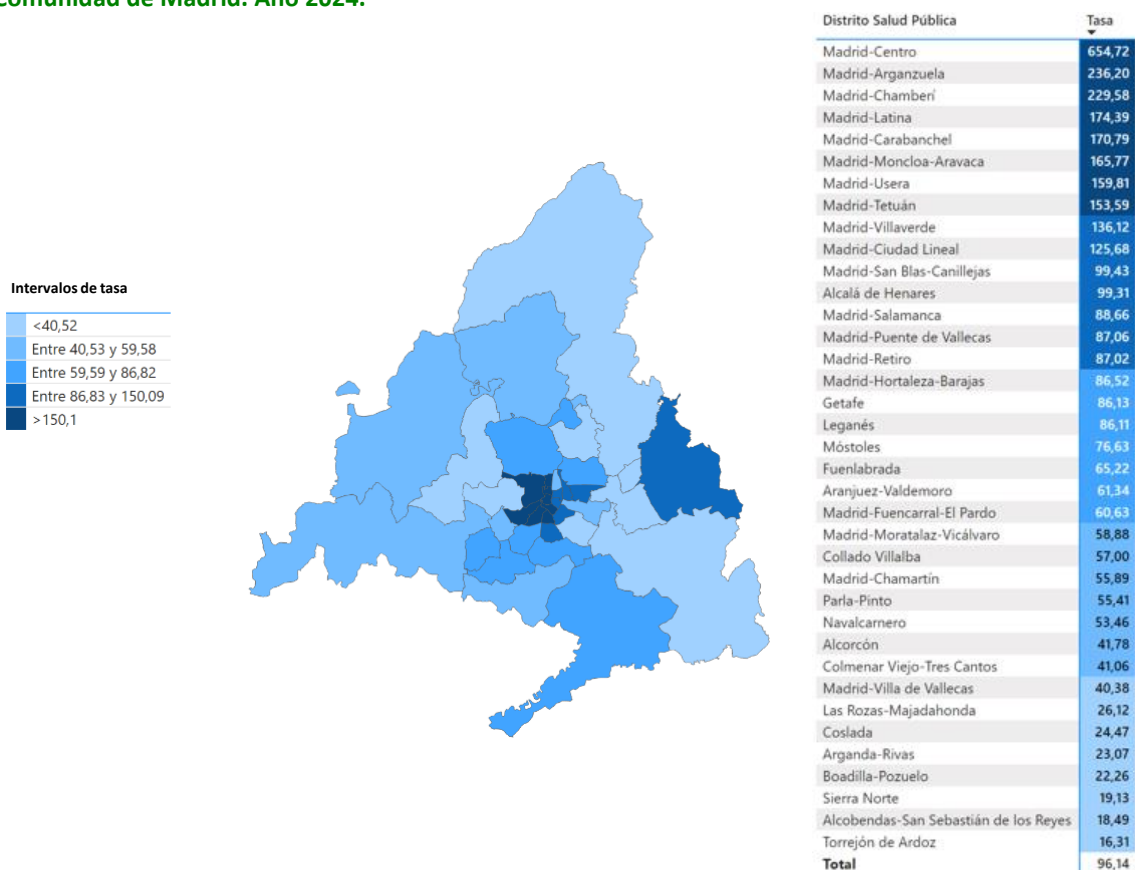 Comunidad de Madrid. Año 2024.
Intervalos de tasa
<40,52
Entre 40,53 y 59,58
Entre 59,59 y 86,82
Entre 86,83 y 150,09
>150,1
Distrito Salud Pública Tasa
Madrid-Centro 654,72
Madrid-Arganzuela 236,20
Madrid-Chamberí 229,58
Madrid-Latina 174,39
Madrid-Carabanchel 170,79
Madrid-Moncloa-Aravaca 165,77
Madrid-Usera 159,81
Madrid-Tetuán 153,59
Madrid-Villaverde 136,12
Madrid-Ciudad Lineal 125,68
Madrid-San Blas-Canillejas 99,43
Alcalá de Henares 99,31
Madrid-Salamanca 88,66
Madrid-Puente de Vallecas 87,06
Madrid-Retiro 87,02
Madrid-Hortaleza-Barajas 86,52
Getafe 86,13
Leganés 86,11
Móstoles 76,63
Fuenlabrada 65,22
Aranjuez-Valdemoro 61,34
Madrid-Fuencarral-El Pardo 60,63
Madrid-Moratalaz-Vicálvaro 58,88
Collado Villalba 57,00
Madrid-Chamartín 55,89
Parla-Pinto 55,41
Navalcarnero 53,46
Alcorcón 41,78
Colmenar Viejo-Tres Cantos 41,06
Madrid-Villa de Vallecas 40,38
Las Rozas-Majadahonda 26,12
Coslada 24,47
Arganda-Rivas 23,07
Boadilla-Pozuelo 22,26
Sierra Norte 19,13
Alcobendas-San Sebastián de los Reyes 18,49
Torrejón de Ardoz 16,31
Total 96,14